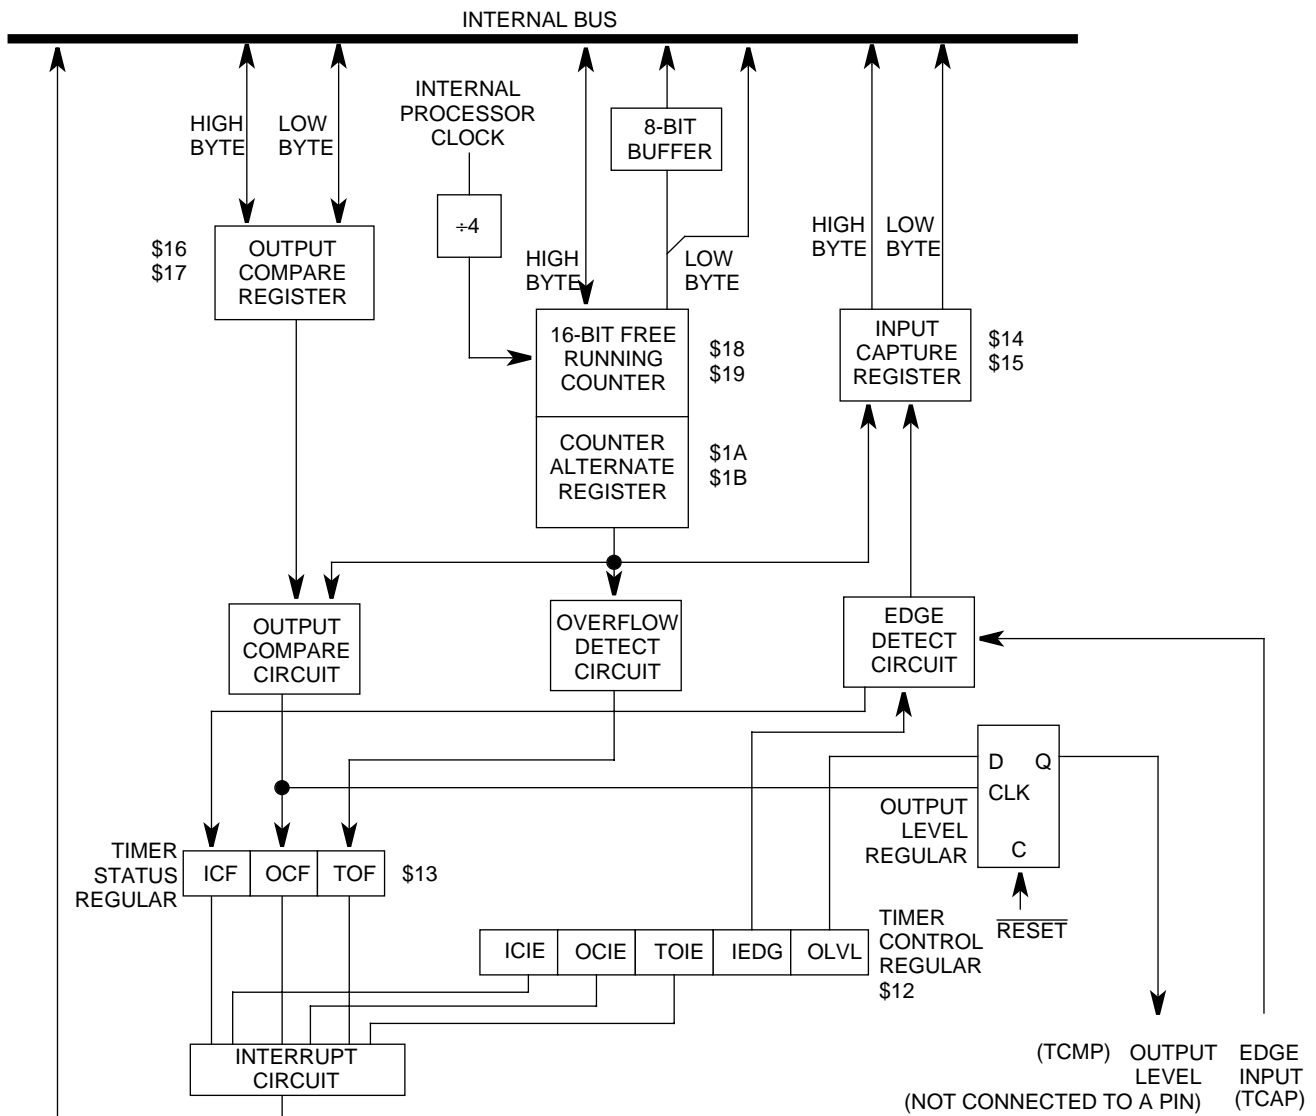 INTERNAL BUS
HIGH
BYTE
LOW
BYTE
INTERNAL
PROCESSOR
CLOCK
8-BIT
BUFFER
÷4
HIGH
BYTE
LOW
BYTE
HIGH
BYTE
LOW
BYTE
$16
$17
OUTPUT
COMPARE
REGISTER
16-BIT FREE
RUNNING
COUNTER
$18
$19
INPUT
CAPTURE
REGISTER
$14
$15
COUNTER
ALTERNATE
REGISTER
$1A
$1B
OUTPUT
COMPARE
CIRCUIT
OVERFLOW
DETECT
CIRCUIT
EDGE
DETECT
CIRCUIT
D Q
CLK
C
OUTPUT
LEVEL
REGULAR
RESET
TIMER
STATUS
REGULAR
ICF OCF TOF
$13
ICIE OCIE TOIE IEDG OLVL
TIMER
CONTROL
REGULAR
$12
INTERRUPT
CIRCUIT
(TCMP) OUTPUT
LEVEL
(NOT CONNECTED TO A PIN)
EDGE
INPUT
(TCAP)